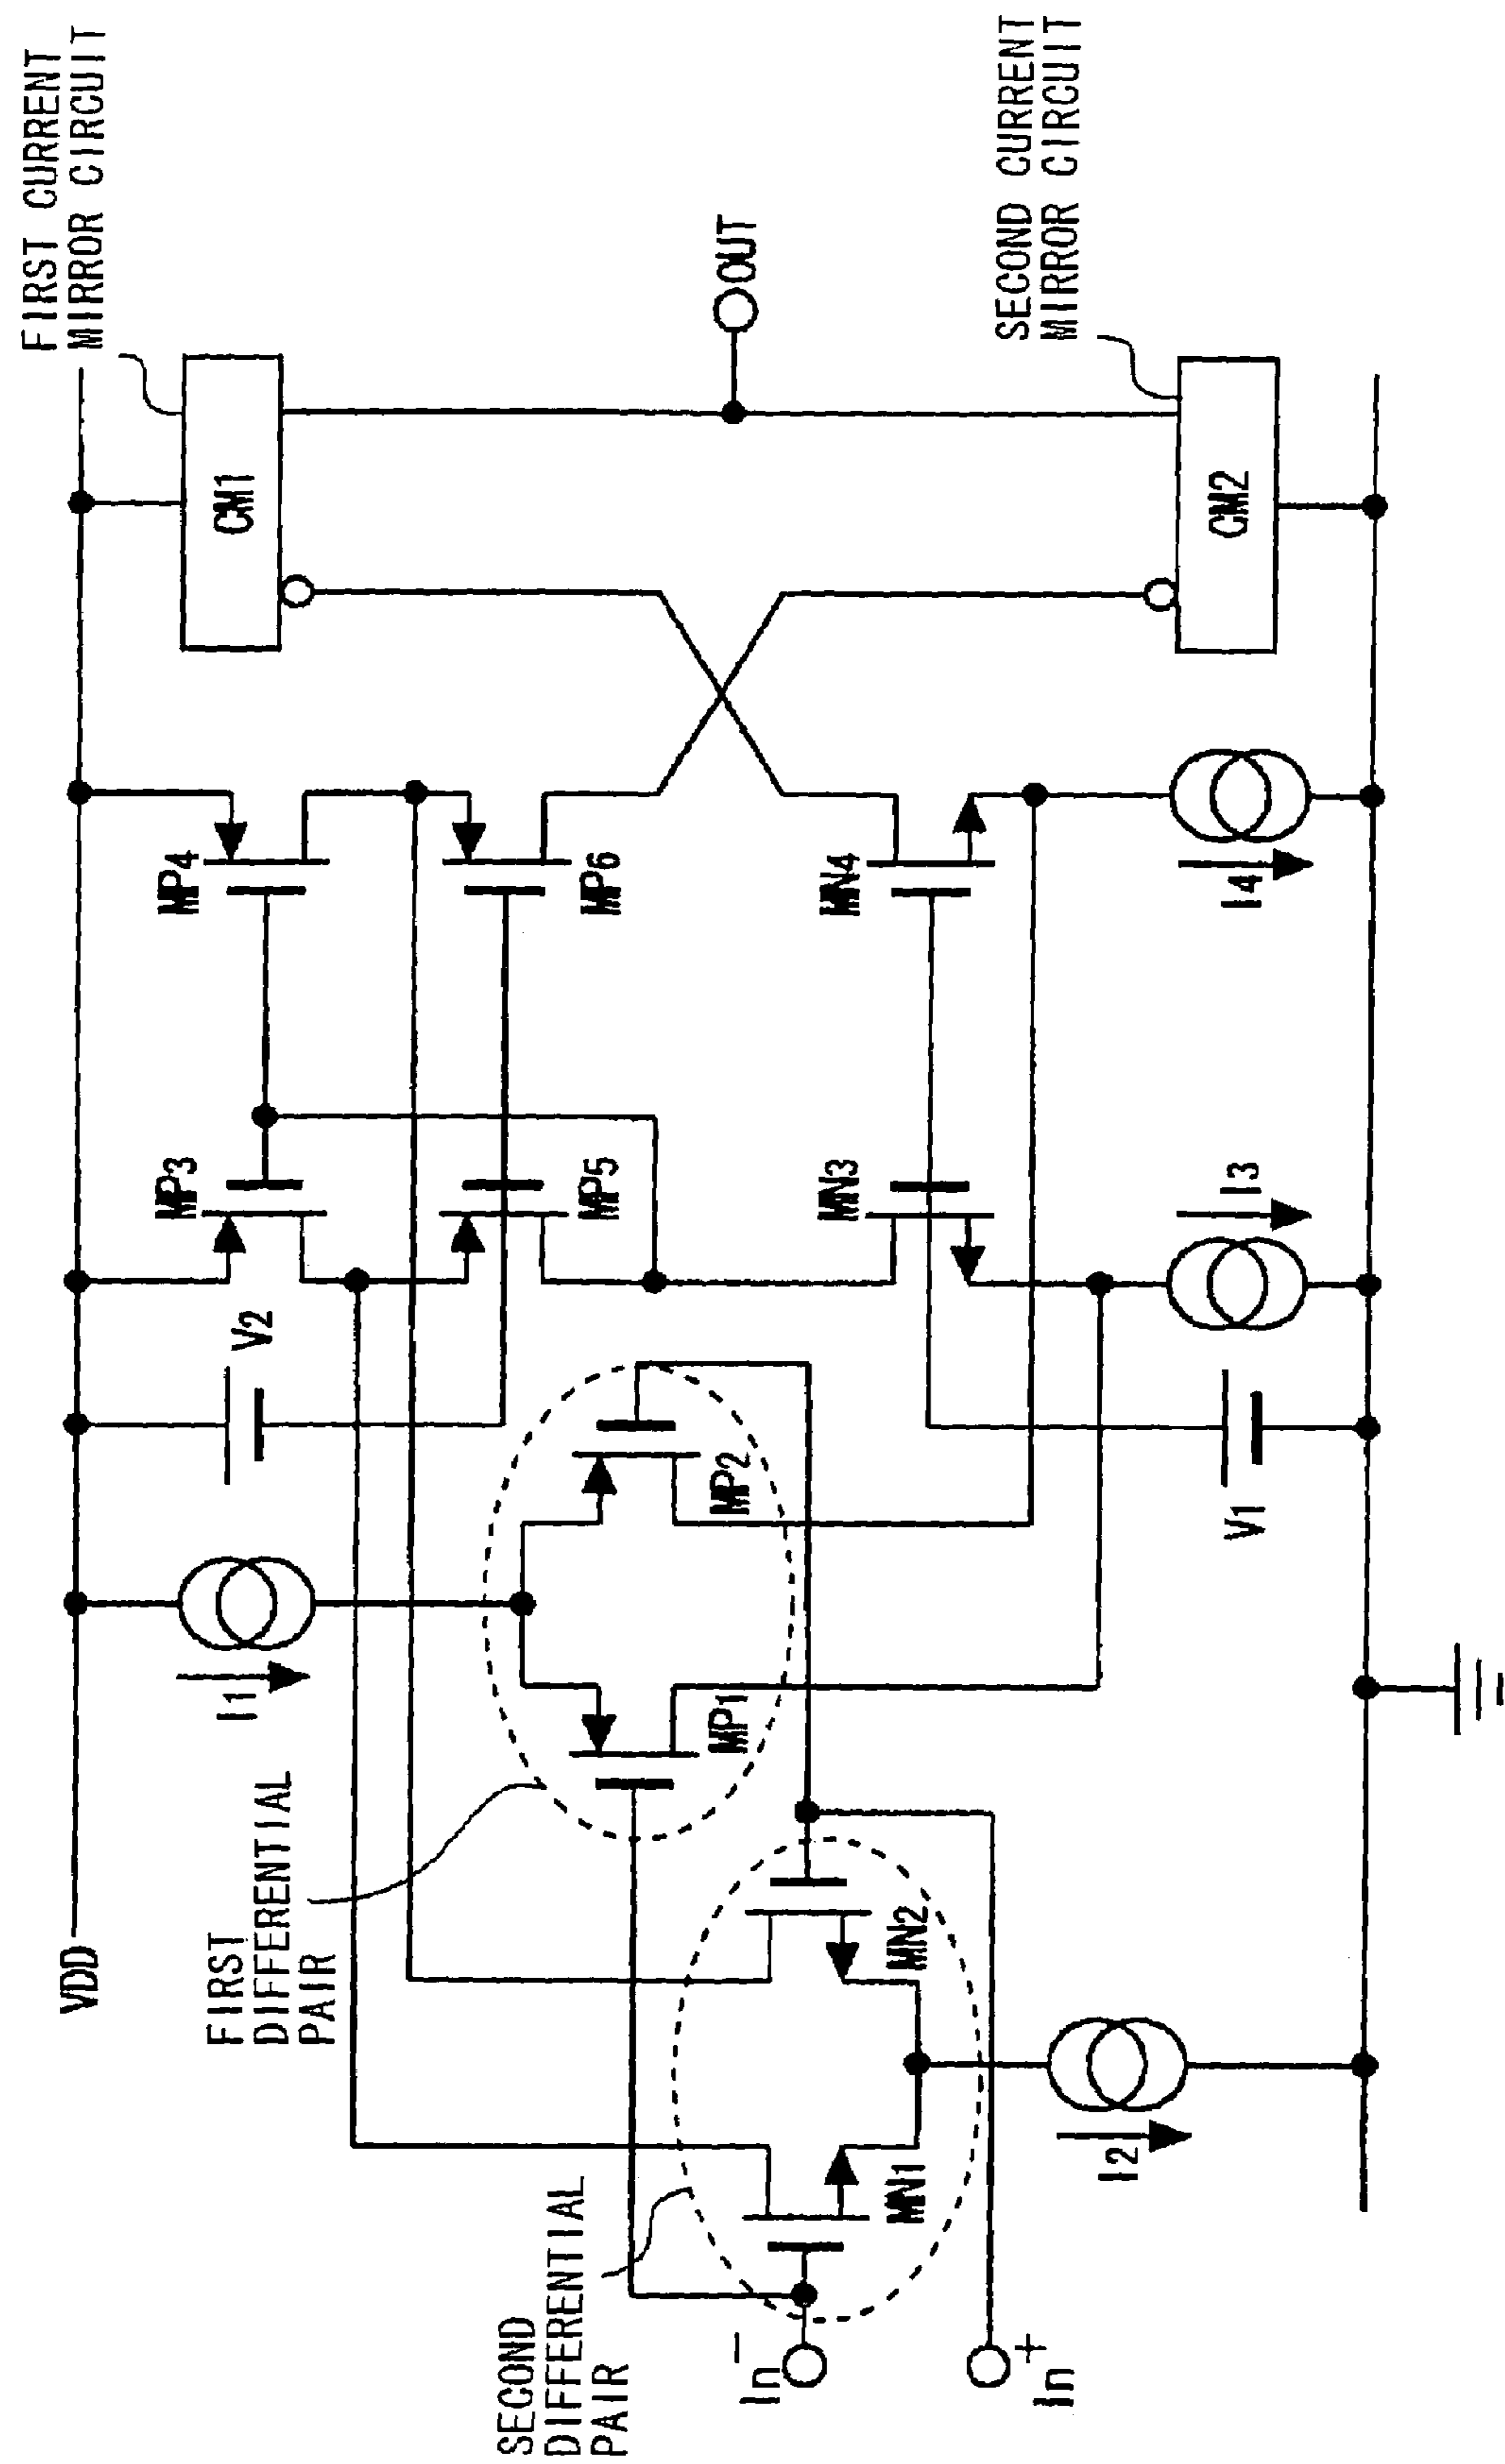 FIRST CURRENT
MIRROR CIRCUIT
VDD
I1
V2
MP3
MP4
CM1
FIRST
DIFFERENTIAL
PAIR
MP1
MP2
MP5
MP6
OUT
SECOND
DIFFERENTIAL
PAIR
In−
In+
MN1
MN2
MN3
MN4
SECOND CURRENT
MIRROR CIRCUIT
CM2
I2
V1
I3
I4